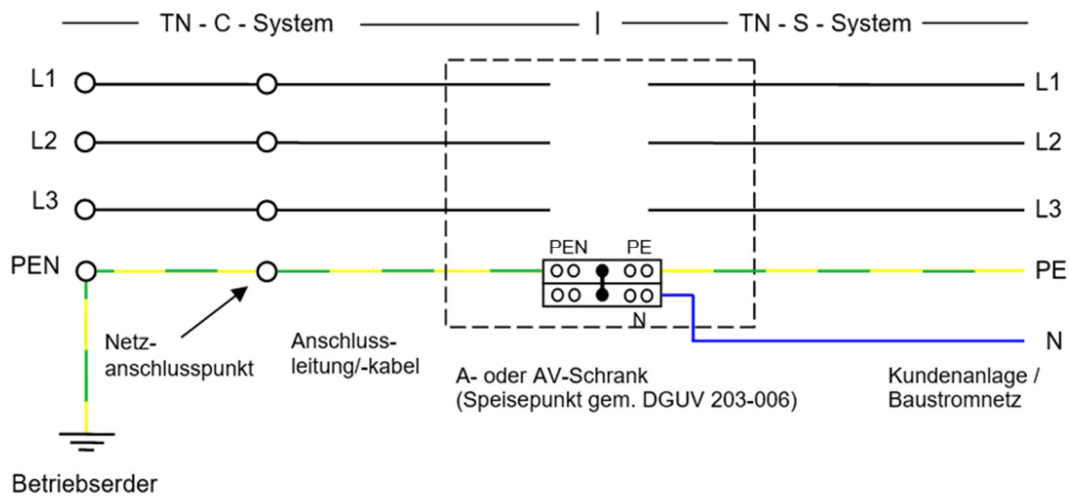 TN - C - System
TN - S - System
L1
L1
L2
L2
L3
L3
PEN
PEN
PE
PE
N
N
Netz-
anschlusspunkt
Anschluss-
leitung/-kabel
A- oder AV-Schrank
(Speisepunkt gem. DGUV 203-006)
Kundenanlage /
Baustromnetz
Betriebserder